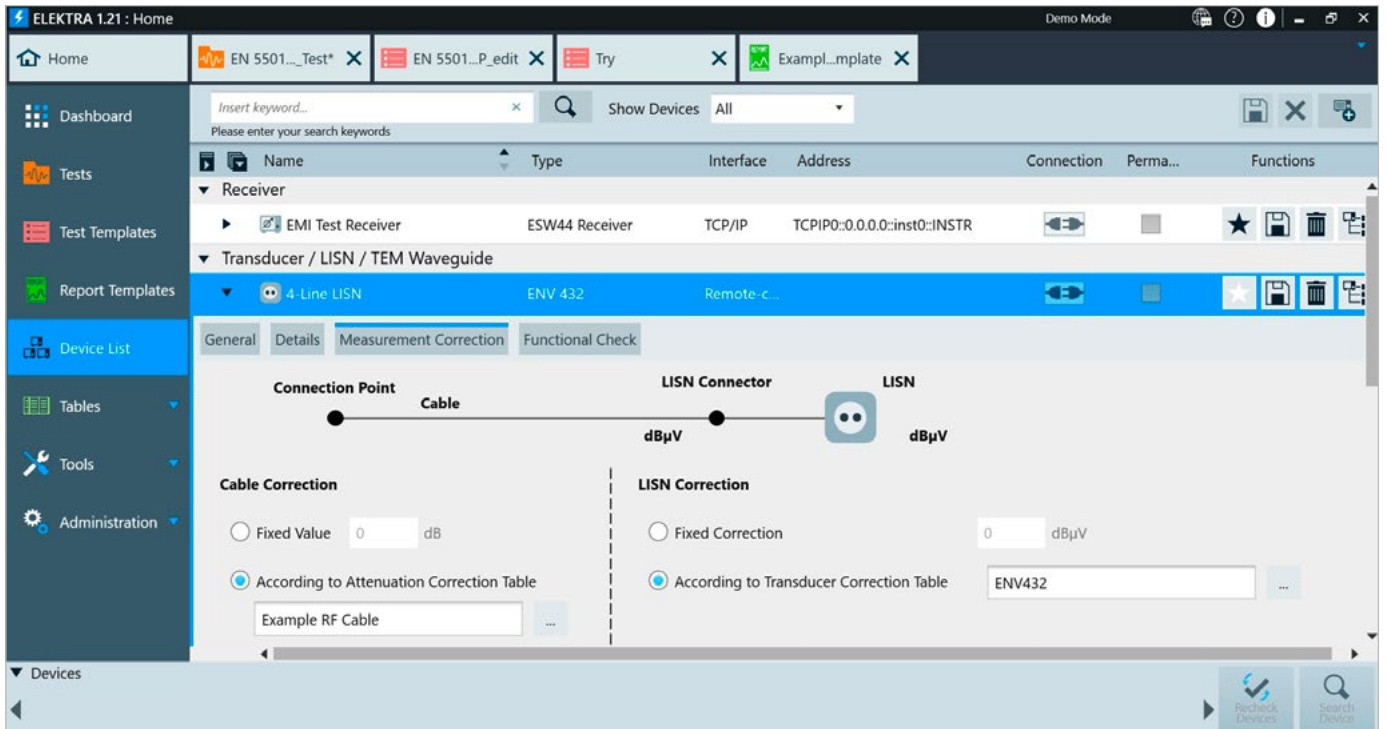 ELEKTRA 1.21 : Home
Demo Mode
Home
EN 5501..._Test*
EN 5501...P_edit
Try
Exampl...mplate
Dashboard
Tests
Test Templates
Report Templates
Device List
Tables
Tools
Administration
Insert keyword...
Please enter your search keywords
Show Devices All
Name Type Interface Address Connection Perma... Functions
Receiver
EMI Test Receiver ESW44 Receiver TCP/IP TCPIP0::0.0.0.0::inst0::INSTR
Transducer / LISN / TEM Waveguide
4-Line LISN ENV 432 Remote-c...
General Details Measurement Correction Functional Check
Connection Point
Cable
LISN Connector
LISN
dBµV
dBµV
Cable Correction
Fixed Value 0 dB
According to Attenuation Correction Table
Example RF Cable ...
LISN Correction
Fixed Correction 0 dBµV
According to Transducer Correction Table ENV432 ...
Devices
Recheck
Devices
Search
Device